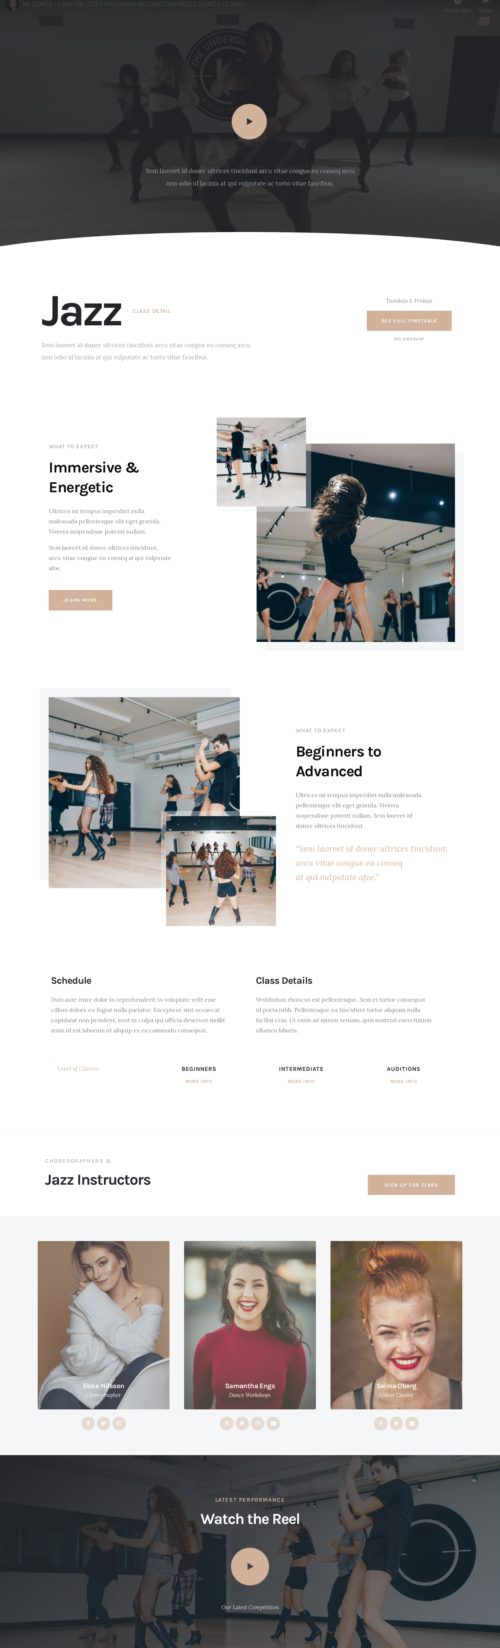 MI GENTE - J BALVIN |STEF WILLIAMS REGGAETON/HEELS DANCE CLASS|
THE UNDERGR
Sem laoreet id donec ultrices tincidunt arcu vitae congue eu conseq arcu
non odio id lacinia at qui vulputate ac torto vitae faucibus.
Jazz
CLASS DETAIL
Sem laoreet id donec ultrices tincidunt arcu vitae congue eu conseq arcu
non odio id lacinia at qui vulputate ac torto vitae faucibus.
Tuesdays & Fridays
SEE FULL TIMETABLE
10% DISCOUNT
WHAT TO EXPECT
Immersive &
Energetic
Ultrices mi tempus imperdiet nulla
malesuada pellentesque elit eget gravida.
Viverra suspendisse potenti nullam.
Sem laoreet id donec ultrices tincidunt,
arcu vitae congue eu conseq at qui vulputate
afoe.
LEARN MORE
WHAT TO EXPECT
Beginners to
Advanced
Ultrices mi tempus imperdiet nulla malesuada
pellentesque elit eget gravida. Viverra
suspendisse potenti nullam. Sem laoreet id
donec ultrices tincidunt.
“Sem laoreet id donec ultrices tincidunt,
arcu vitae congue eu conseq
at qui vulputate afoe.”
Schedule
Duis aute irure dolor in reprehenderit in voluptate velit esse
cillum dolore eu fugiat nulla pariatur. Excepteur sint occaecat
cupidatat non proident, sunt in culpa qui officia deserunt mollit
anim id est laborum ut aliquip ex ea commodo consequat.
Class Details
Vestibulum rhoncus est pellentesque. Sem et tortor consequat
id porta nibh. Pellentesque eu tincidunt tortor aliquam nulla
facilisi cras. Ut enim ad minim veniam, quis nostrud exercitation
ullamco laboris.
Level of Classes
BEGINNERS
MORE INFO
INTERMEDIATE
MORE INFO
AUDITIONS
MORE INFO
CHOREOGRAPHERS &
Jazz Instructors
SIGN UP FOR CLASS
Ebba Nilsson
Choreographer
Samantha Engs
Dance Workshops
Selina Oberg
Urban Classes
LATEST PERFORMANCE
Watch the Reel
Our Latest Competition